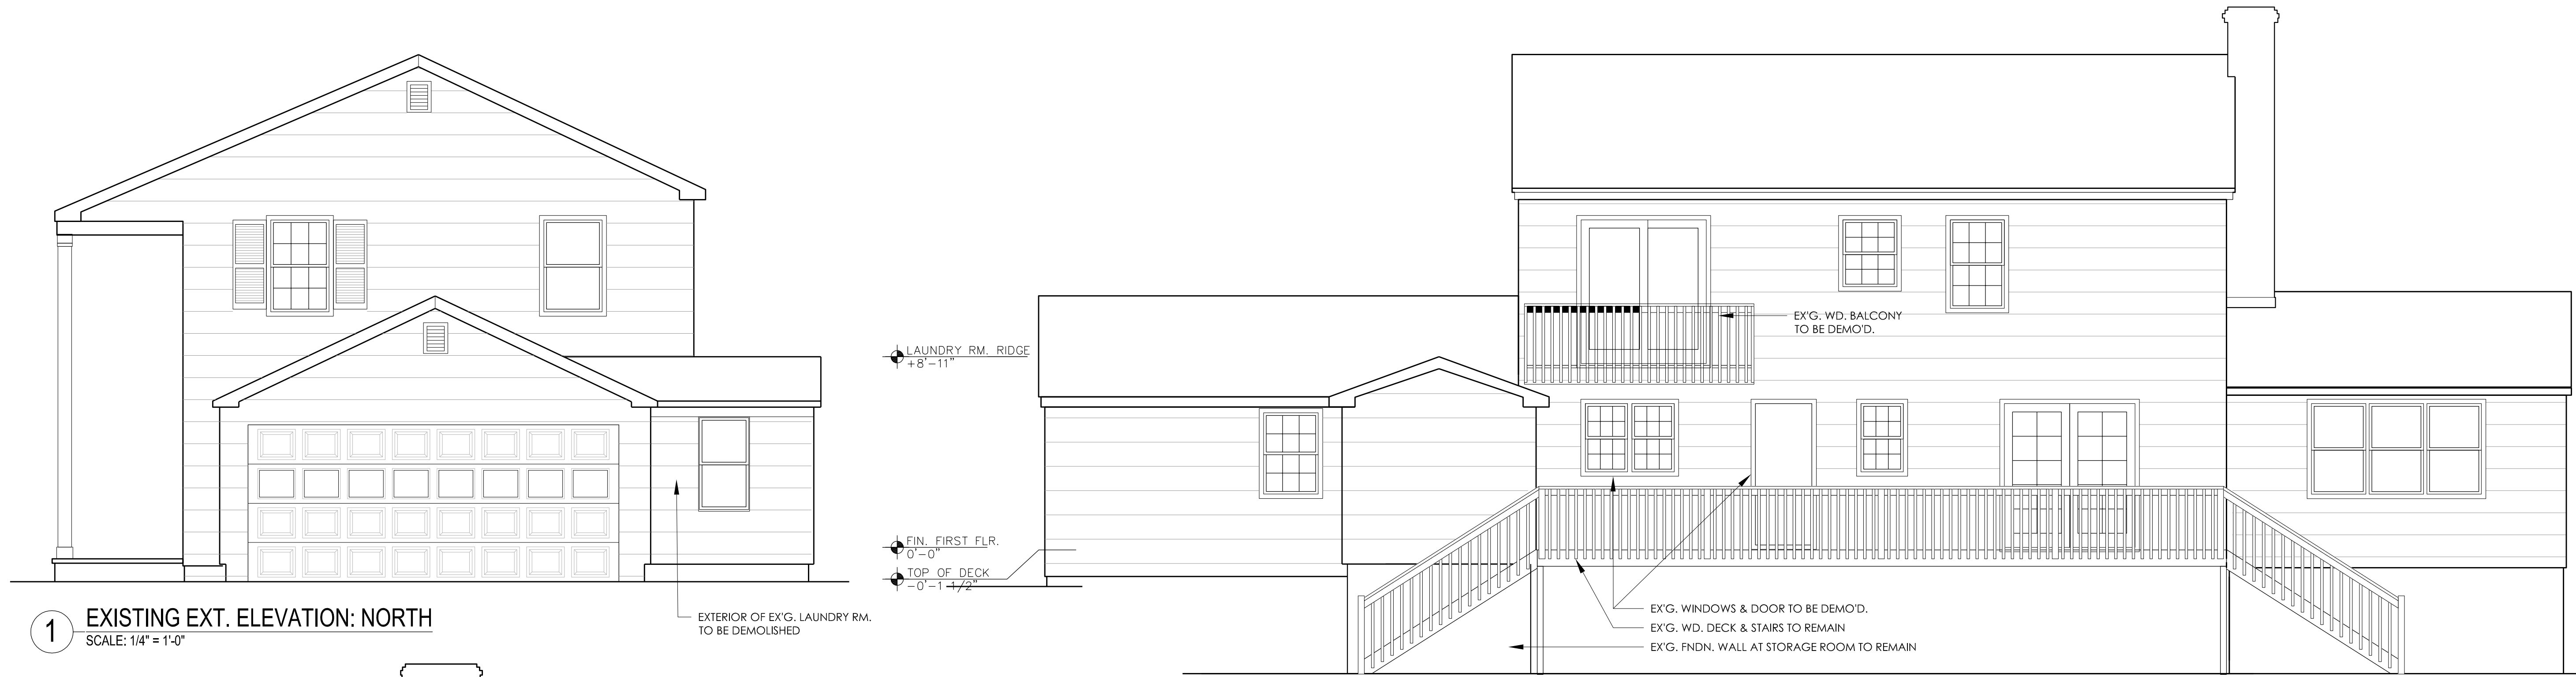 EX'G. WD. BALCONY
TO BE DEMO'D.
LAUNDRY RM. RIDGE
+8'-11"
FIN. FIRST FLR.
0'-0"
TOP OF DECK
-0'-1 1/2"
EX'G. WINDOWS & DOOR TO BE DEMO'D.
EX'G. WD. DECK & STAIRS TO REMAIN
EX'G. FNDN. WALL AT STORAGE ROOM TO REMAIN
EXTERIOR OF EX'G. LAUNDRY RM.
TO BE DEMOLISHED
1
EXISTING EXT. ELEVATION: NORTH
SCALE: 1/4" = 1'-0"